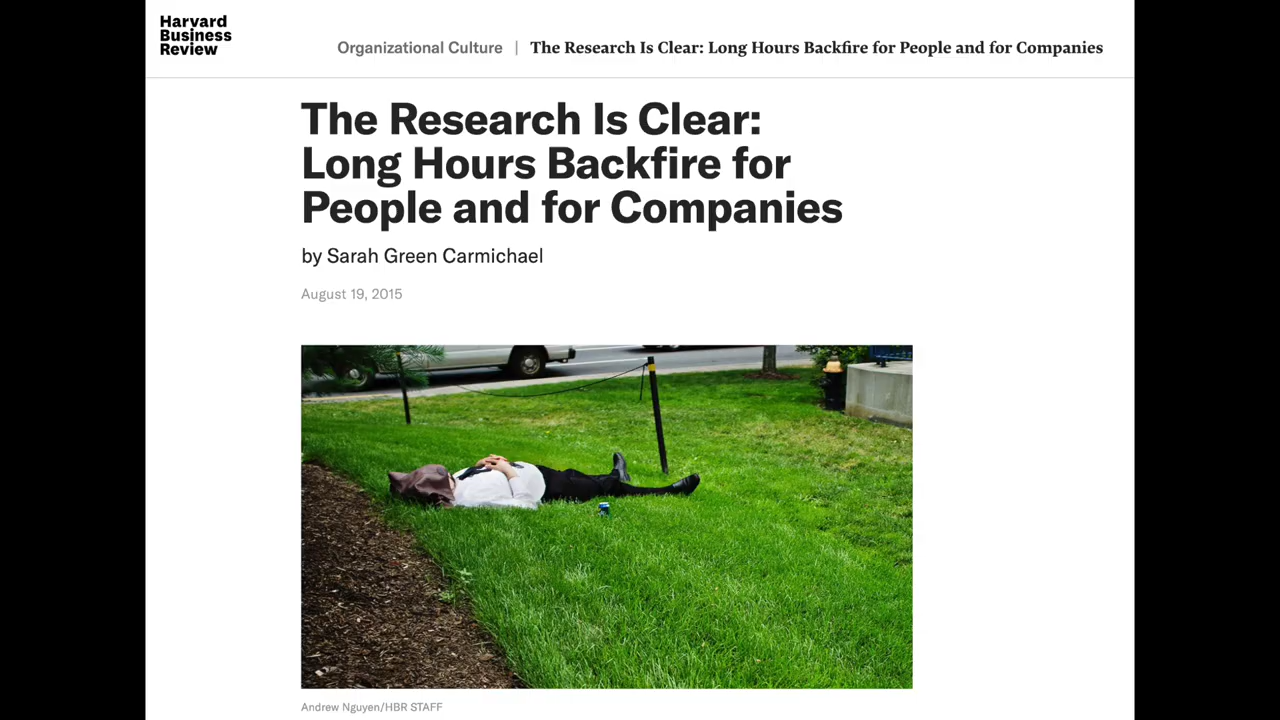 Harvard
Business
Review
Organizational Culture | The Research Is Clear: Long Hours Backfire for People and for Companies
The Research Is Clear:
Long Hours Backfire for
People and for Companies
by Sarah Green Carmichael
August 19, 2015
Andrew Nguyen/HBR STAFF